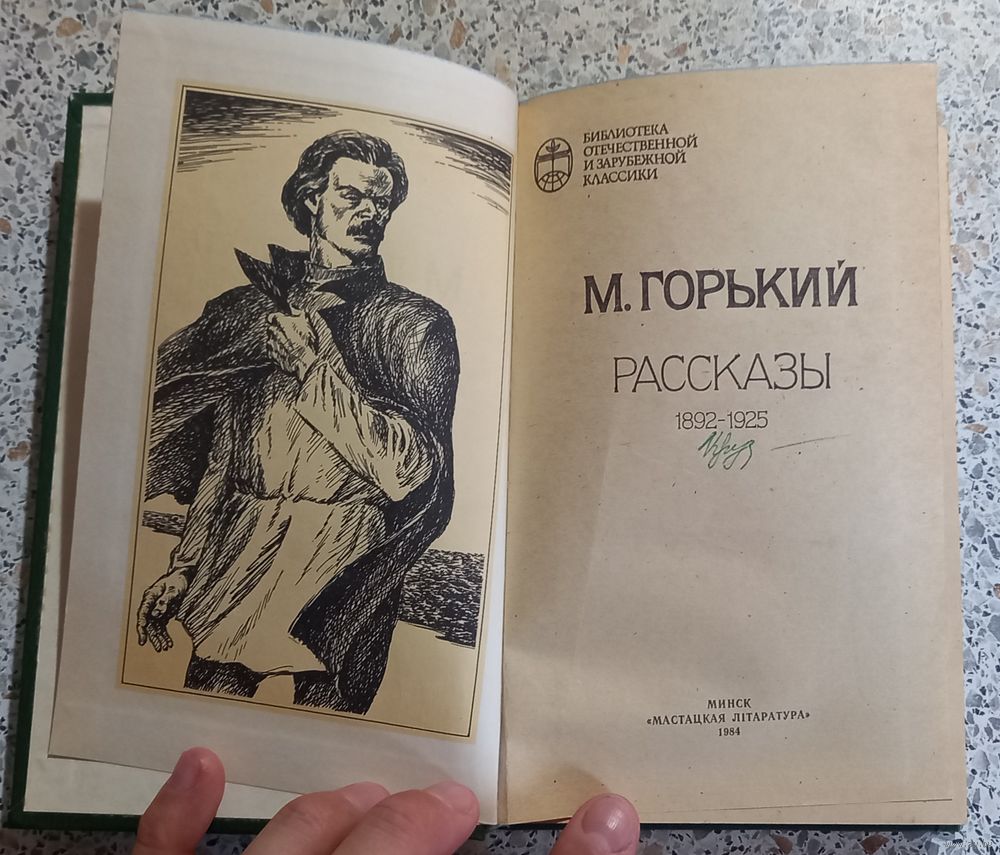 БИБЛИОТЕКА
ОТЕЧЕСТВЕННОЙ
И ЗАРУБЕЖНОЙ
КЛАССИКИ
М. ГОРЬКИЙ
РАССКАЗЫ
1892-1925
МИНСК
«МАСТАЦКАЯ ЛІТАРАТУРА»
1984